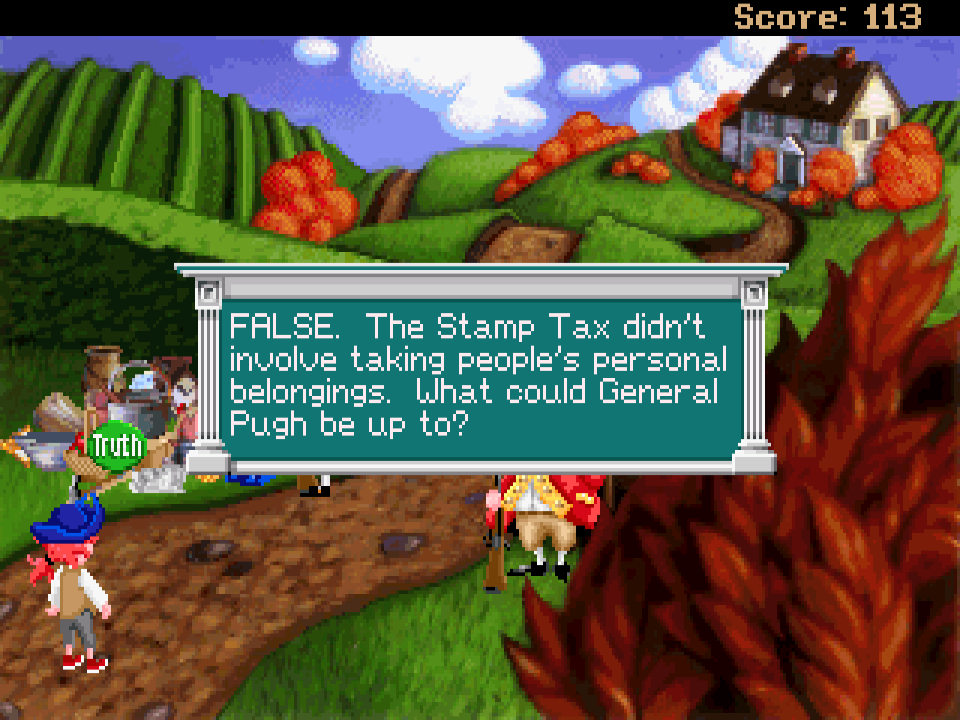 Score: 113
FALSE.  The Stamp Tax didn't
involve taking people's personal
belongings.  What could General
Pugh be up to?
Truth